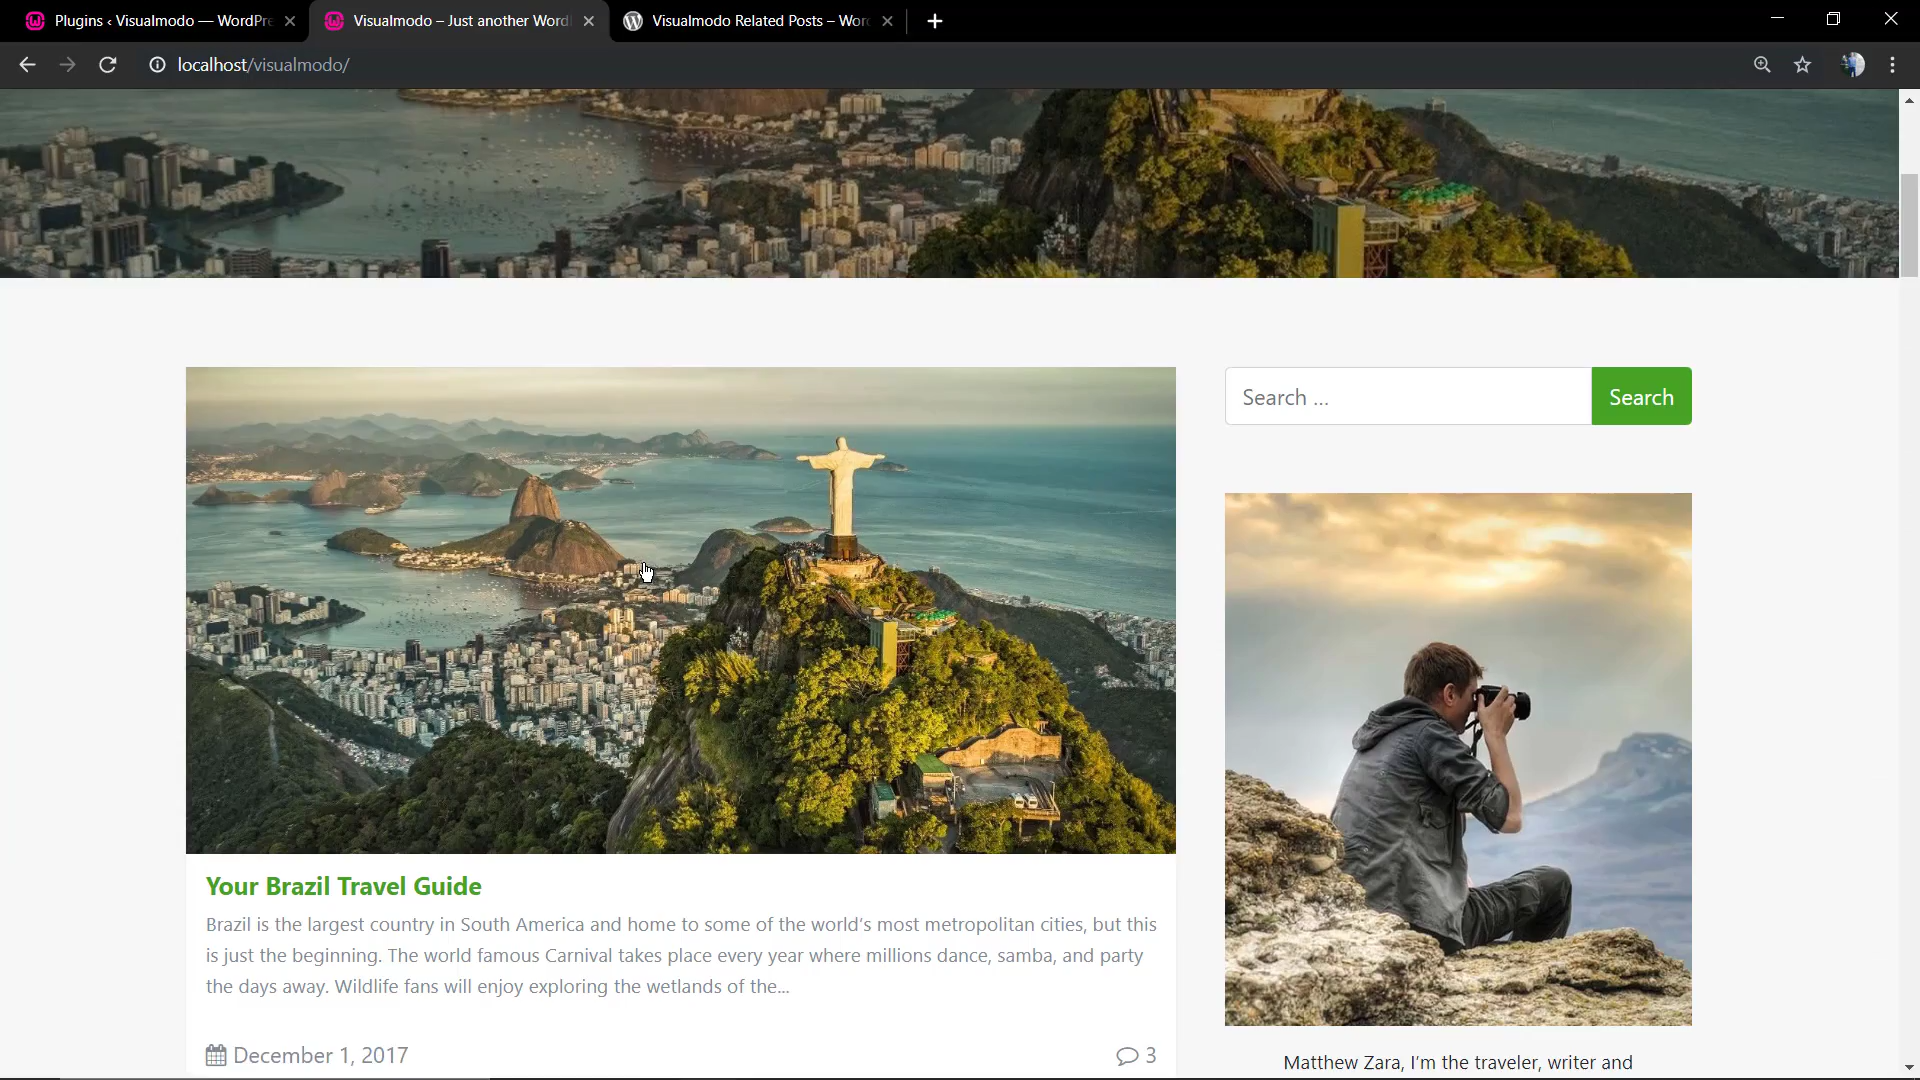 Plugins ‹ Visualmodo — WordPre
Visualmodo – Just another Word
Visualmodo Related Posts – Wor
localhost/visualmodo/
Search ...
Search
Your Brazil Travel Guide
Brazil is the largest country in South America and home to some of the world's most metropolitan cities, but this
is just the beginning. The world famous Carnival takes place every year where millions dance, samba, and party
the days away. Wildlife fans will enjoy exploring the wetlands of the...
December 1, 2017
3
Matthew Zara, I'm the traveler, writer and